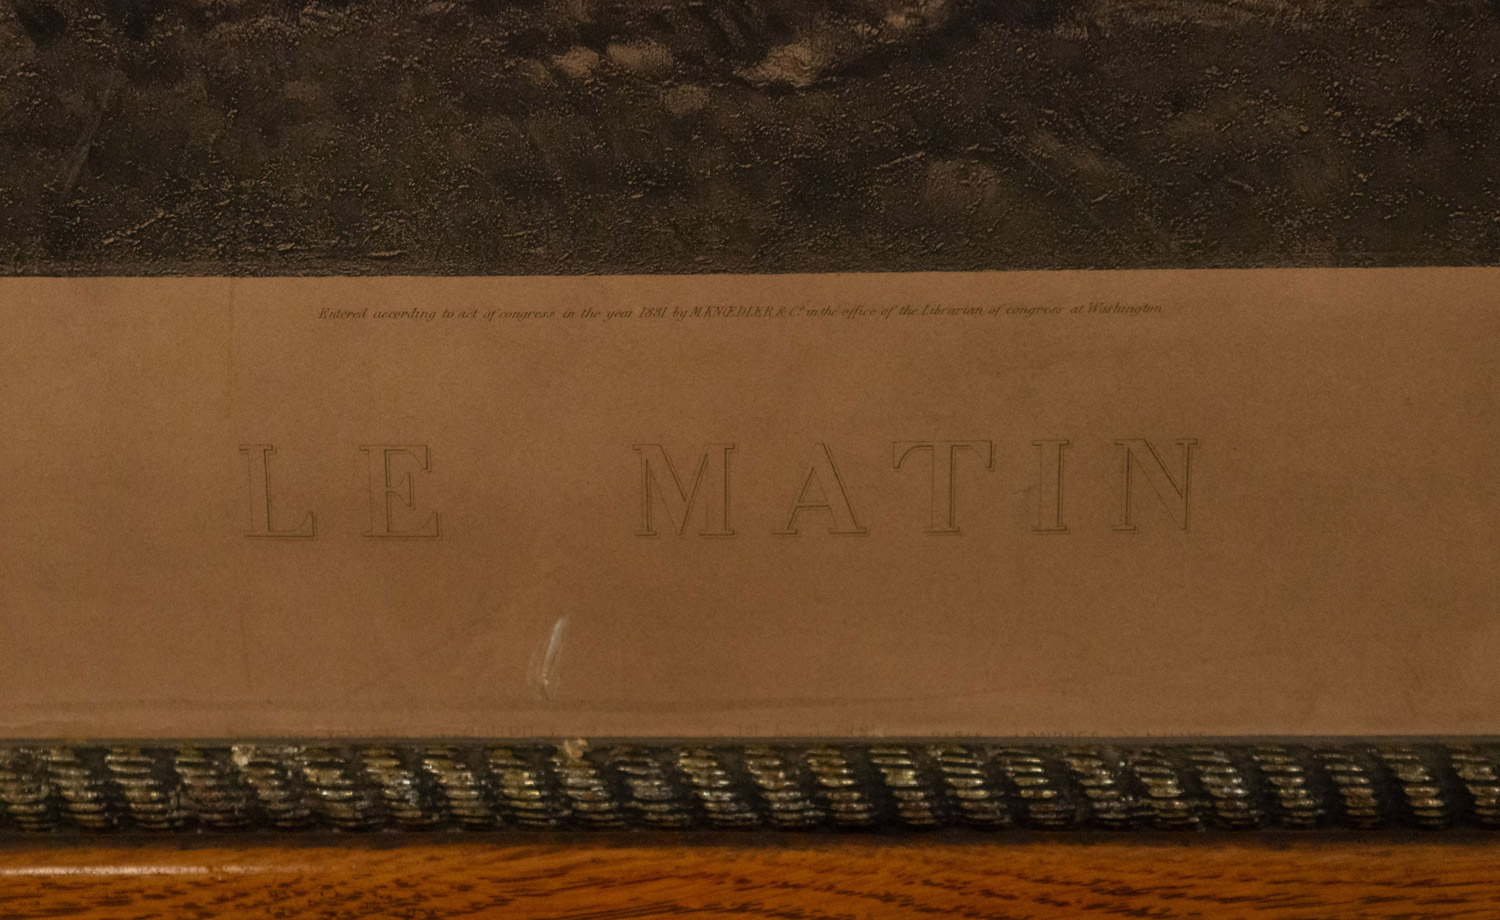 Entered according to act of congress in the year 1881 by M. KNŒDLER & Cº in the office of the Librarian of congress at Washington
LE MATIN